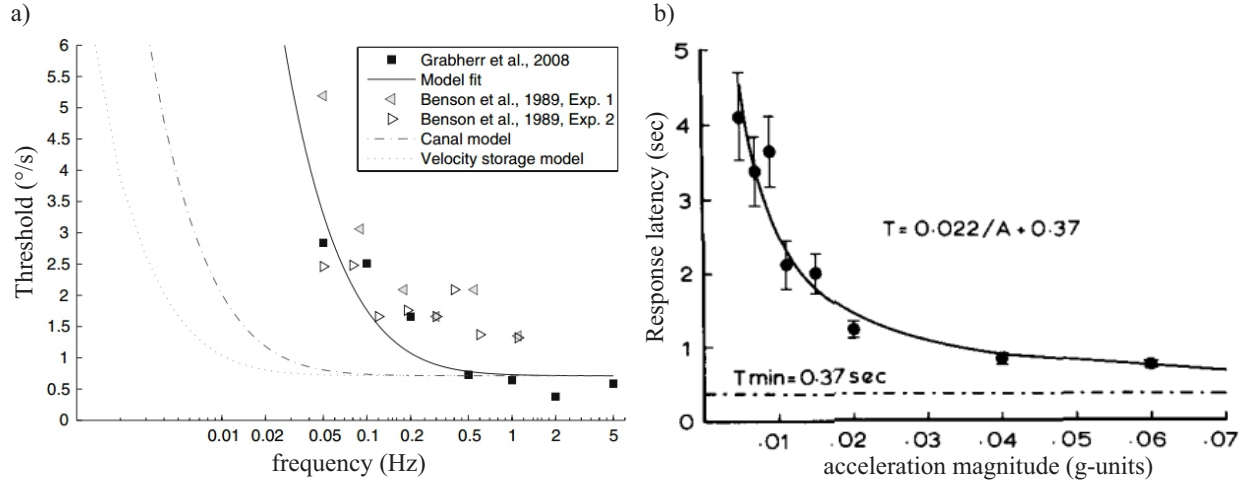 a)
6
5.5
5
4.5
4
3.5
3
2.5
2
1.5
1
0.5
0
Threshold (°/s)
0.01 0.02 0.05 0.1 0.2 0.5 1 2 5
frequency (Hz)
Grabherr et al., 2008
Model fit
Benson et al., 1989, Exp. 1
Benson et al., 1989, Exp. 2
Canal model
Velocity storage model
b)
5
4
3
2
1
0
Response latency (sec)
T = 0.022/A + 0.37
Tmin = 0.37 sec
.01 .02 .03 .04 .05 .06 .07
acceleration magnitude (g-units)